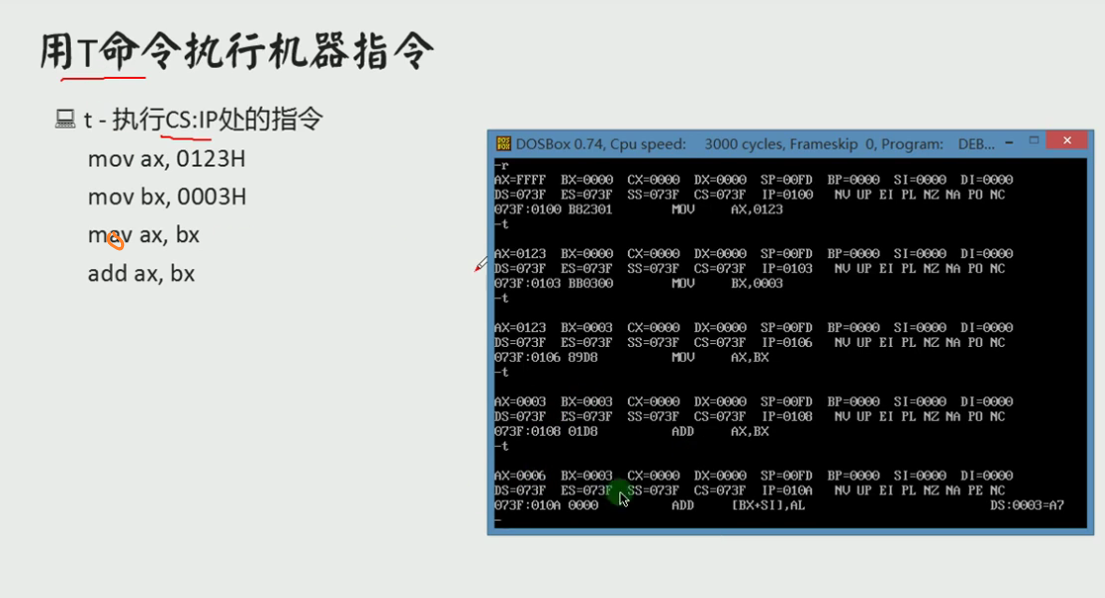 用T命令执行机器指令
t - 执行CS:IP处的指令
mov ax, 0123H
mov bx, 0003H
mav ax, bx
add ax, bx
DOSBox 0.74, Cpu speed: 3000 cycles, Frameskip 0, Program: DEB...
-r
AX=FFFF BX=0000 CX=0000 DX=0000 SP=00FD BP=0000 SI=0000 DI=0000
DS=073F ES=073F SS=073F CS=073F IP=0100 NV UP EI PL NZ NA PO NC
073F:0100 B82301 MOV AX,0123
-t
AX=0123 BX=0000 CX=0000 DX=0000 SP=00FD BP=0000 SI=0000 DI=0000
DS=073F ES=073F SS=073F CS=073F IP=0103 NV UP EI PL NZ NA PO NC
073F:0103 BB0300 MOV BX,0003
-t
AX=0123 BX=0003 CX=0000 DX=0000 SP=00FD BP=0000 SI=0000 DI=0000
DS=073F ES=073F SS=073F CS=073F IP=0106 NV UP EI PL NZ NA PO NC
073F:0106 89D8 MOV AX,BX
-t
AX=0003 BX=0003 CX=0000 DX=0000 SP=00FD BP=0000 SI=0000 DI=0000
DS=073F ES=073F SS=073F CS=073F IP=0108 NV UP EI PL NZ NA PO NC
073F:0108 01D8 ADD AX,BX
-t
AX=0006 BX=0003 CX=0000 DX=0000 SP=00FD BP=0000 SI=0000 DI=0000
DS=073F ES=073F SS=073F CS=073F IP=010A NV UP EI PL NZ NA PE NC
073F:010A 0000 ADD [BX+SI],AL DS:0003=A7
-